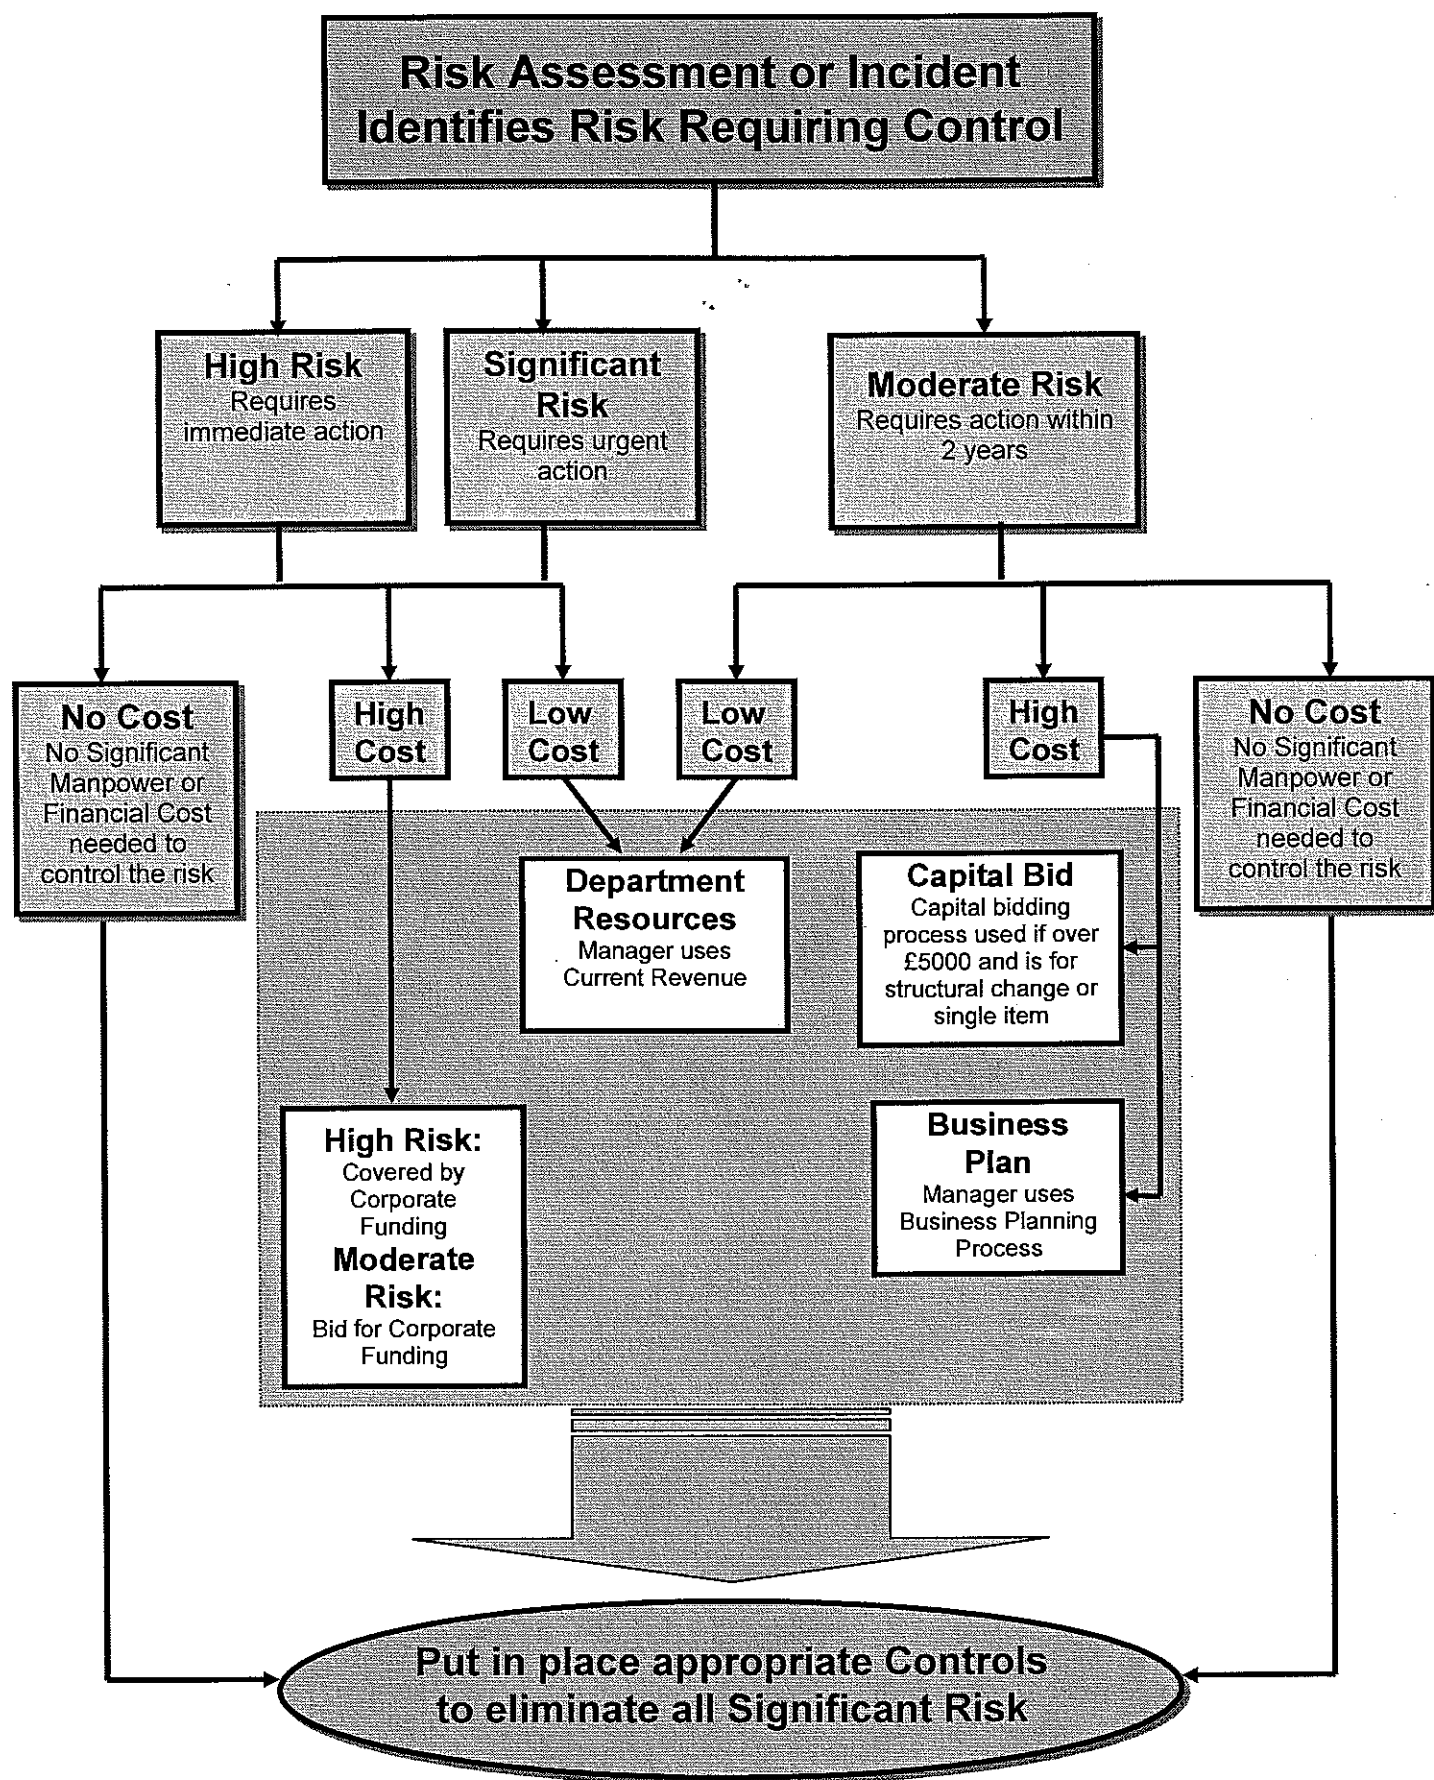 Risk Assessment or Incident
Identifies Risk Requiring Control
High Risk
Requires
immediate action
Significant
Risk
Requires urgent
action
Moderate Risk
Requires action within
2 years
No Cost
No Significant
Manpower or
Financial Cost
needed to
control the risk
High
Cost
Low
Cost
Low
Cost
High
Cost
No Cost
No Significant
Manpower or
Financial Cost
needed to
control the risk
Department
Resources
Manager uses
Current Revenue
Capital Bid
Capital bidding
process used if over
£5000 and is for
structural change or
single item
High Risk:
Covered by
Corporate
Funding
Moderate
Risk:
Bid for Corporate
Funding
Business
Plan
Manager uses
Business Planning
Process
Put in place appropriate Controls
to eliminate all Significant Risk